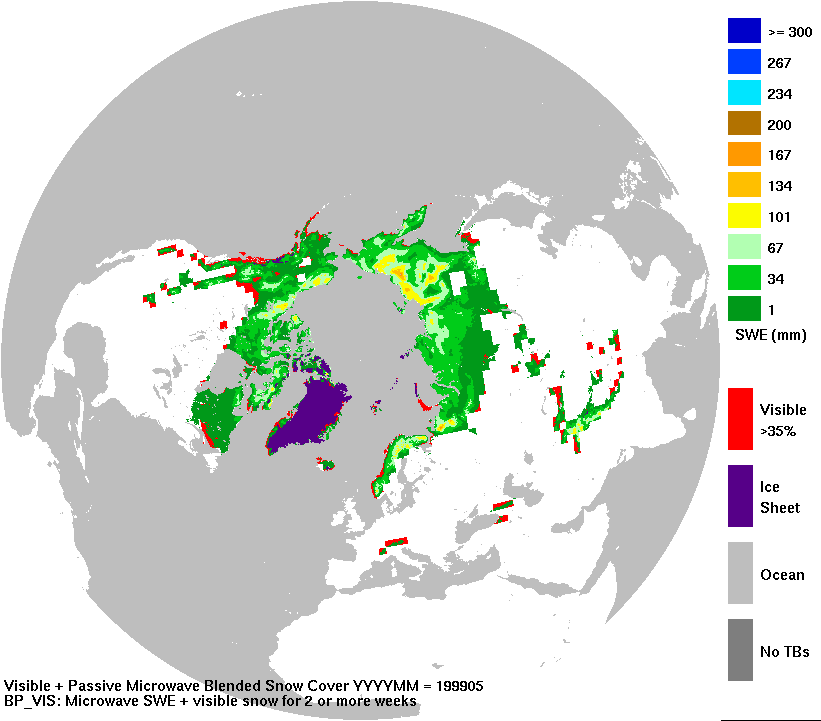 >= 300
267
234
200
167
134
101
67
34
1
SWE (mm)
Visible
>35%
Ice
Sheet
Ocean
No TBs
Visible + Passive Microwave Blended Snow Cover YYYYMM = 199905
BP_VIS: Microwave SWE + visible snow for 2 or more weeks